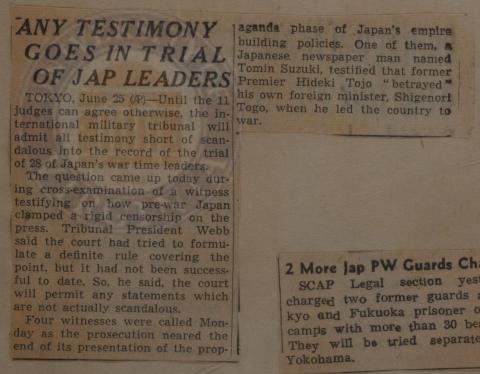 ANY TESTIMONY
GOES IN TRIAL
OF JAP LEADERS
TOKYO, June 25 (AP)—Until the 11
judges can agree otherwise, the in-
ternational military tribunal will
admit all testimony short of scan-
dalous into the record of the trial
of 28 of Japan's war time leaders.
The question came up today dur-
ing cross-examination of a witness
testifying on how pre-war Japan
clamped a rigid censorship on the
press. Tribunal President Webb
said the court had tried to formu-
late a definite rule covering the
point, but it had not been success-
ful to date. So, he said, the court
will permit any statements which
are not actually scandalous.
Four witnesses were called Mon-
day as the prosecution neared the
end of its presentation of the prop-
aganda phase of Japan's empire
building policies. One of them, a
Japanese newspaper man named
Tomin Suzuki, testified that former
Premier Hideki Tojo "betrayed"
his own foreign minister, Shigenori
Togo, when he led the country to
war.
2 More Jap PW Guards Cha
SCAP Legal section yest
charged two former guards a
kyo and Fukuoka prisoner o
camps with more than 30 bea
They will be tried separate
Yokohama.